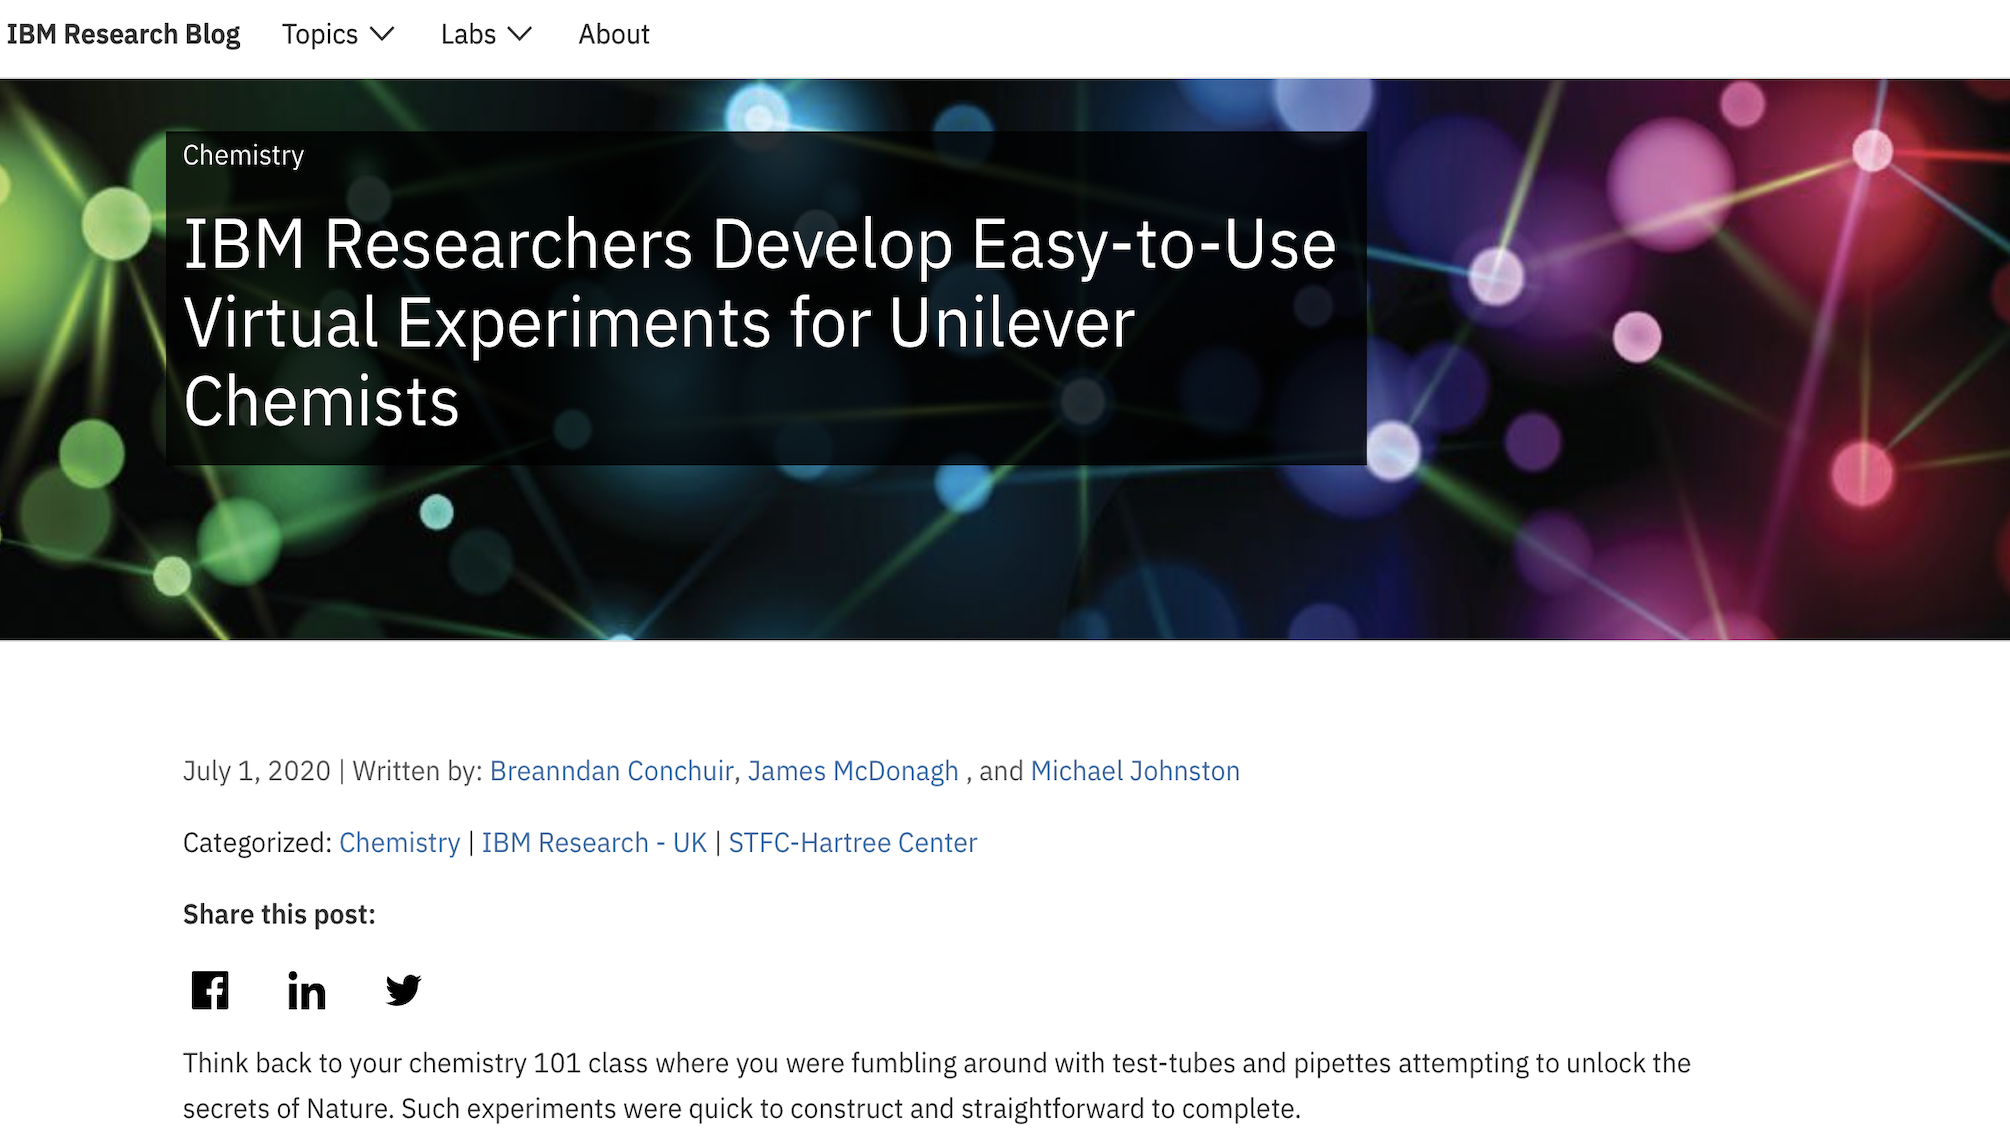 IBM Research Blog Topics Labs About
Chemistry
IBM Researchers Develop Easy-to-Use
Virtual Experiments for Unilever
Chemists
July 1, 2020 | Written by: Breanndan Conchuir, James McDonagh , and Michael Johnston
Categorized: Chemistry | IBM Research - UK | STFC-Hartree Center
Share this post:
Think back to your chemistry 101 class where you were fumbling around with test-tubes and pipettes attempting to unlock the
secrets of Nature. Such experiments were quick to construct and straightforward to complete.